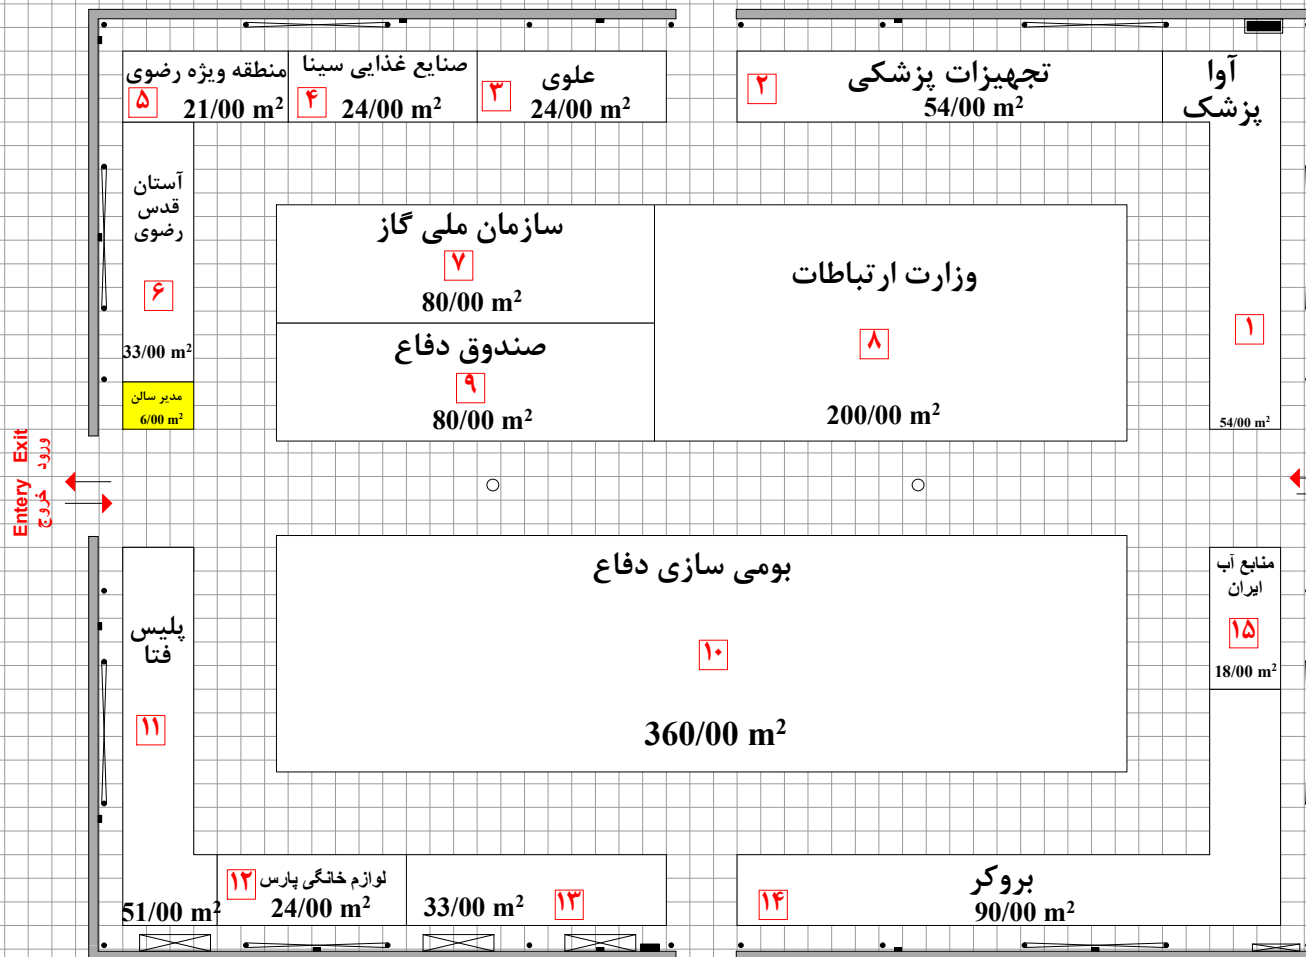 منطقه ویژه رضوی
۵
21/00 m²
صنایع غذایی سینا
۴
24/00 m²
علوی
۳
24/00 m²
تجهیزات پزشکی
۲
54/00 m²
آوا
پزشک
۱
54/00 m²
آستان
قدس
رضوی
۶
33/00 m²
مدیر سالن
6/00 m²
سازمان ملی گاز
۷
80/00 m²
وزارت ارتباطات
۸
200/00 m²
صندوق دفاع
۹
80/00 m²
Entery Exit
ورود خروج
بومی سازی دفاع
۱۰
360/00 m²
منابع آب
ایران
۱۵
18/00 m²
پلیس
فتا
۱۱
51/00 m²
لوازم خانگی پارس
۱۲
24/00 m²
33/00 m²
۱۳
بروکر
۱۴
90/00 m²